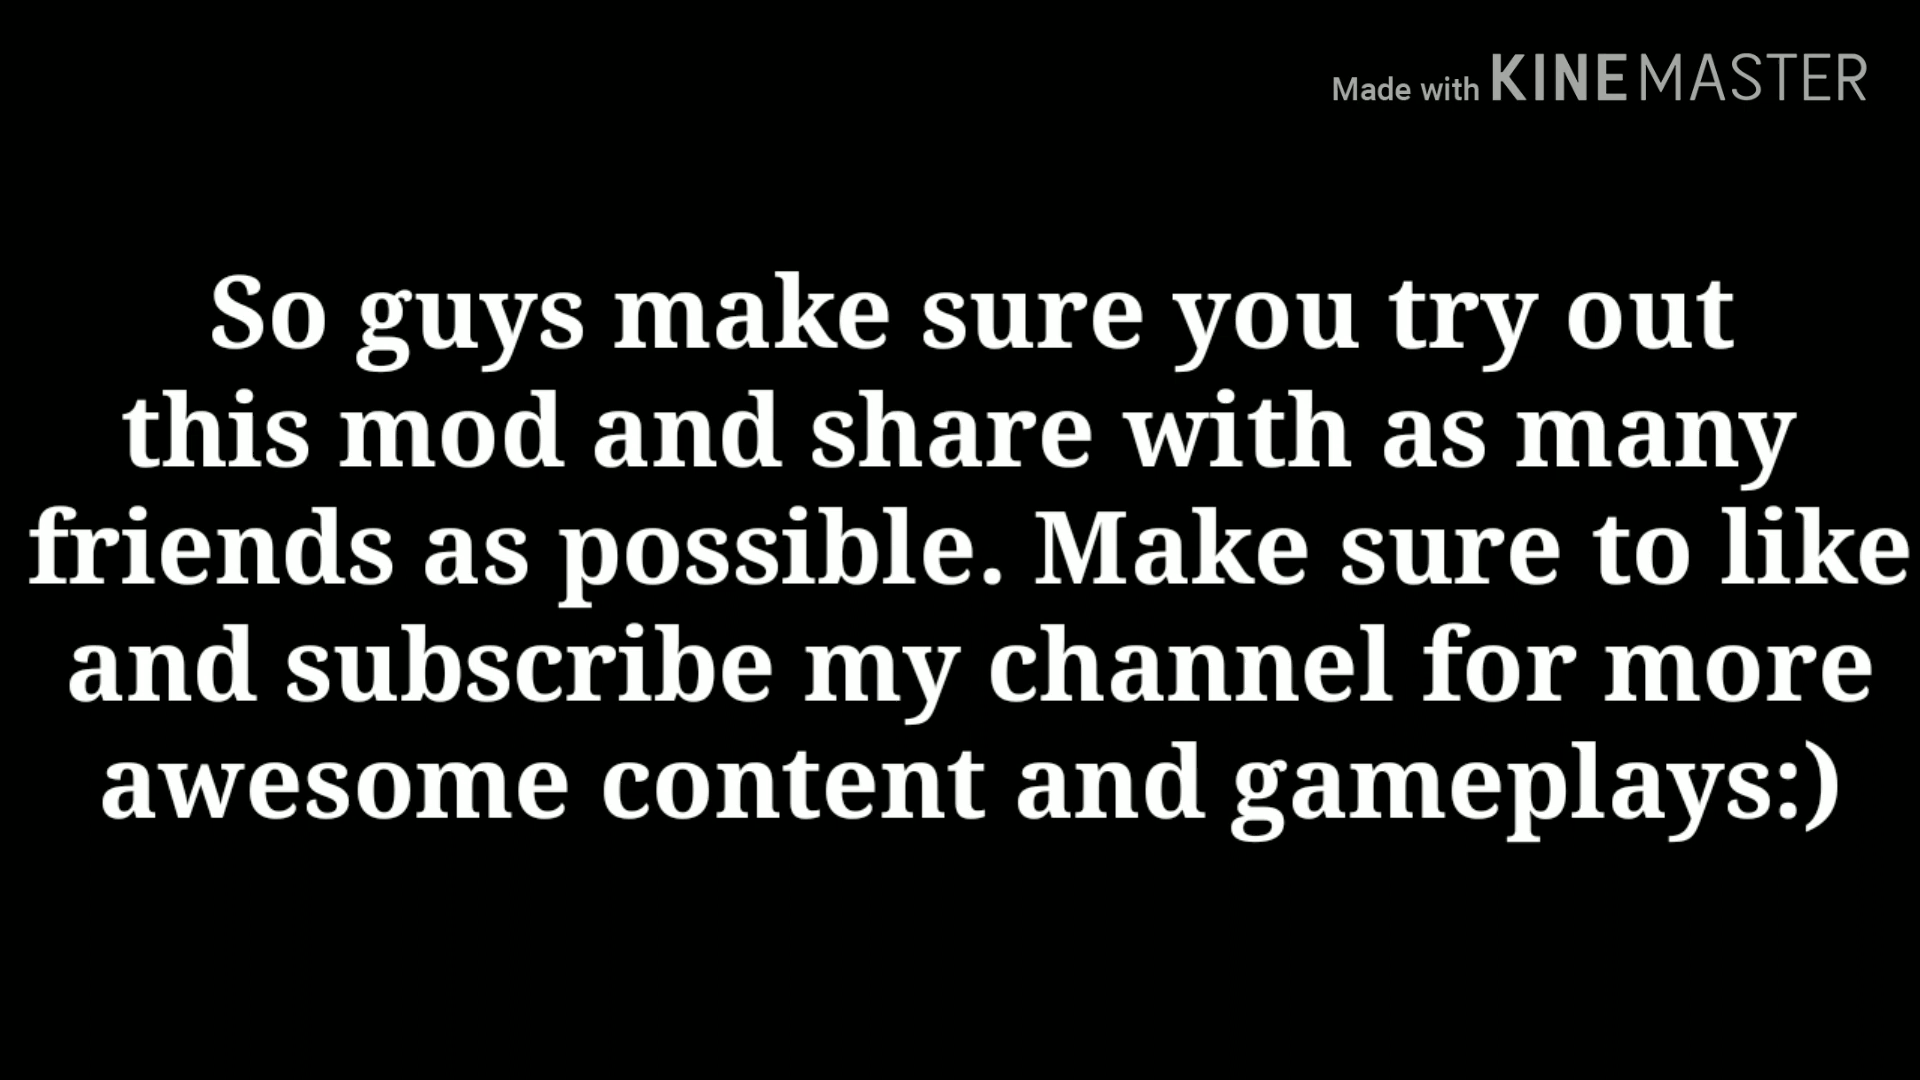 Made with KINEMASTER
So guys make sure you try out
this mod and share with as many
friends as possible. Make sure to like
and subscribe my channel for more
awesome content and gameplays:)